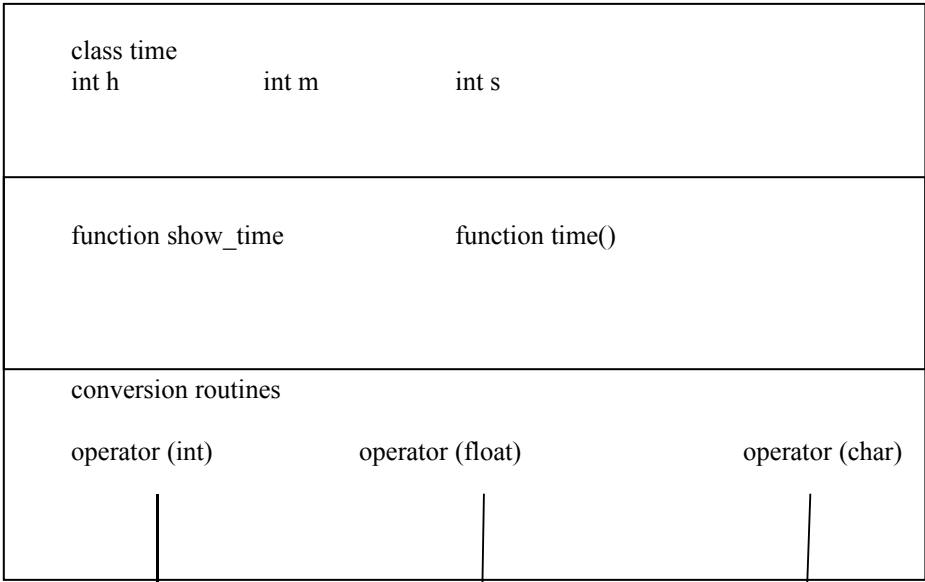 class time
int h int m int s
function show_time function time()
conversion routines
operator (int) operator (float) operator (char)